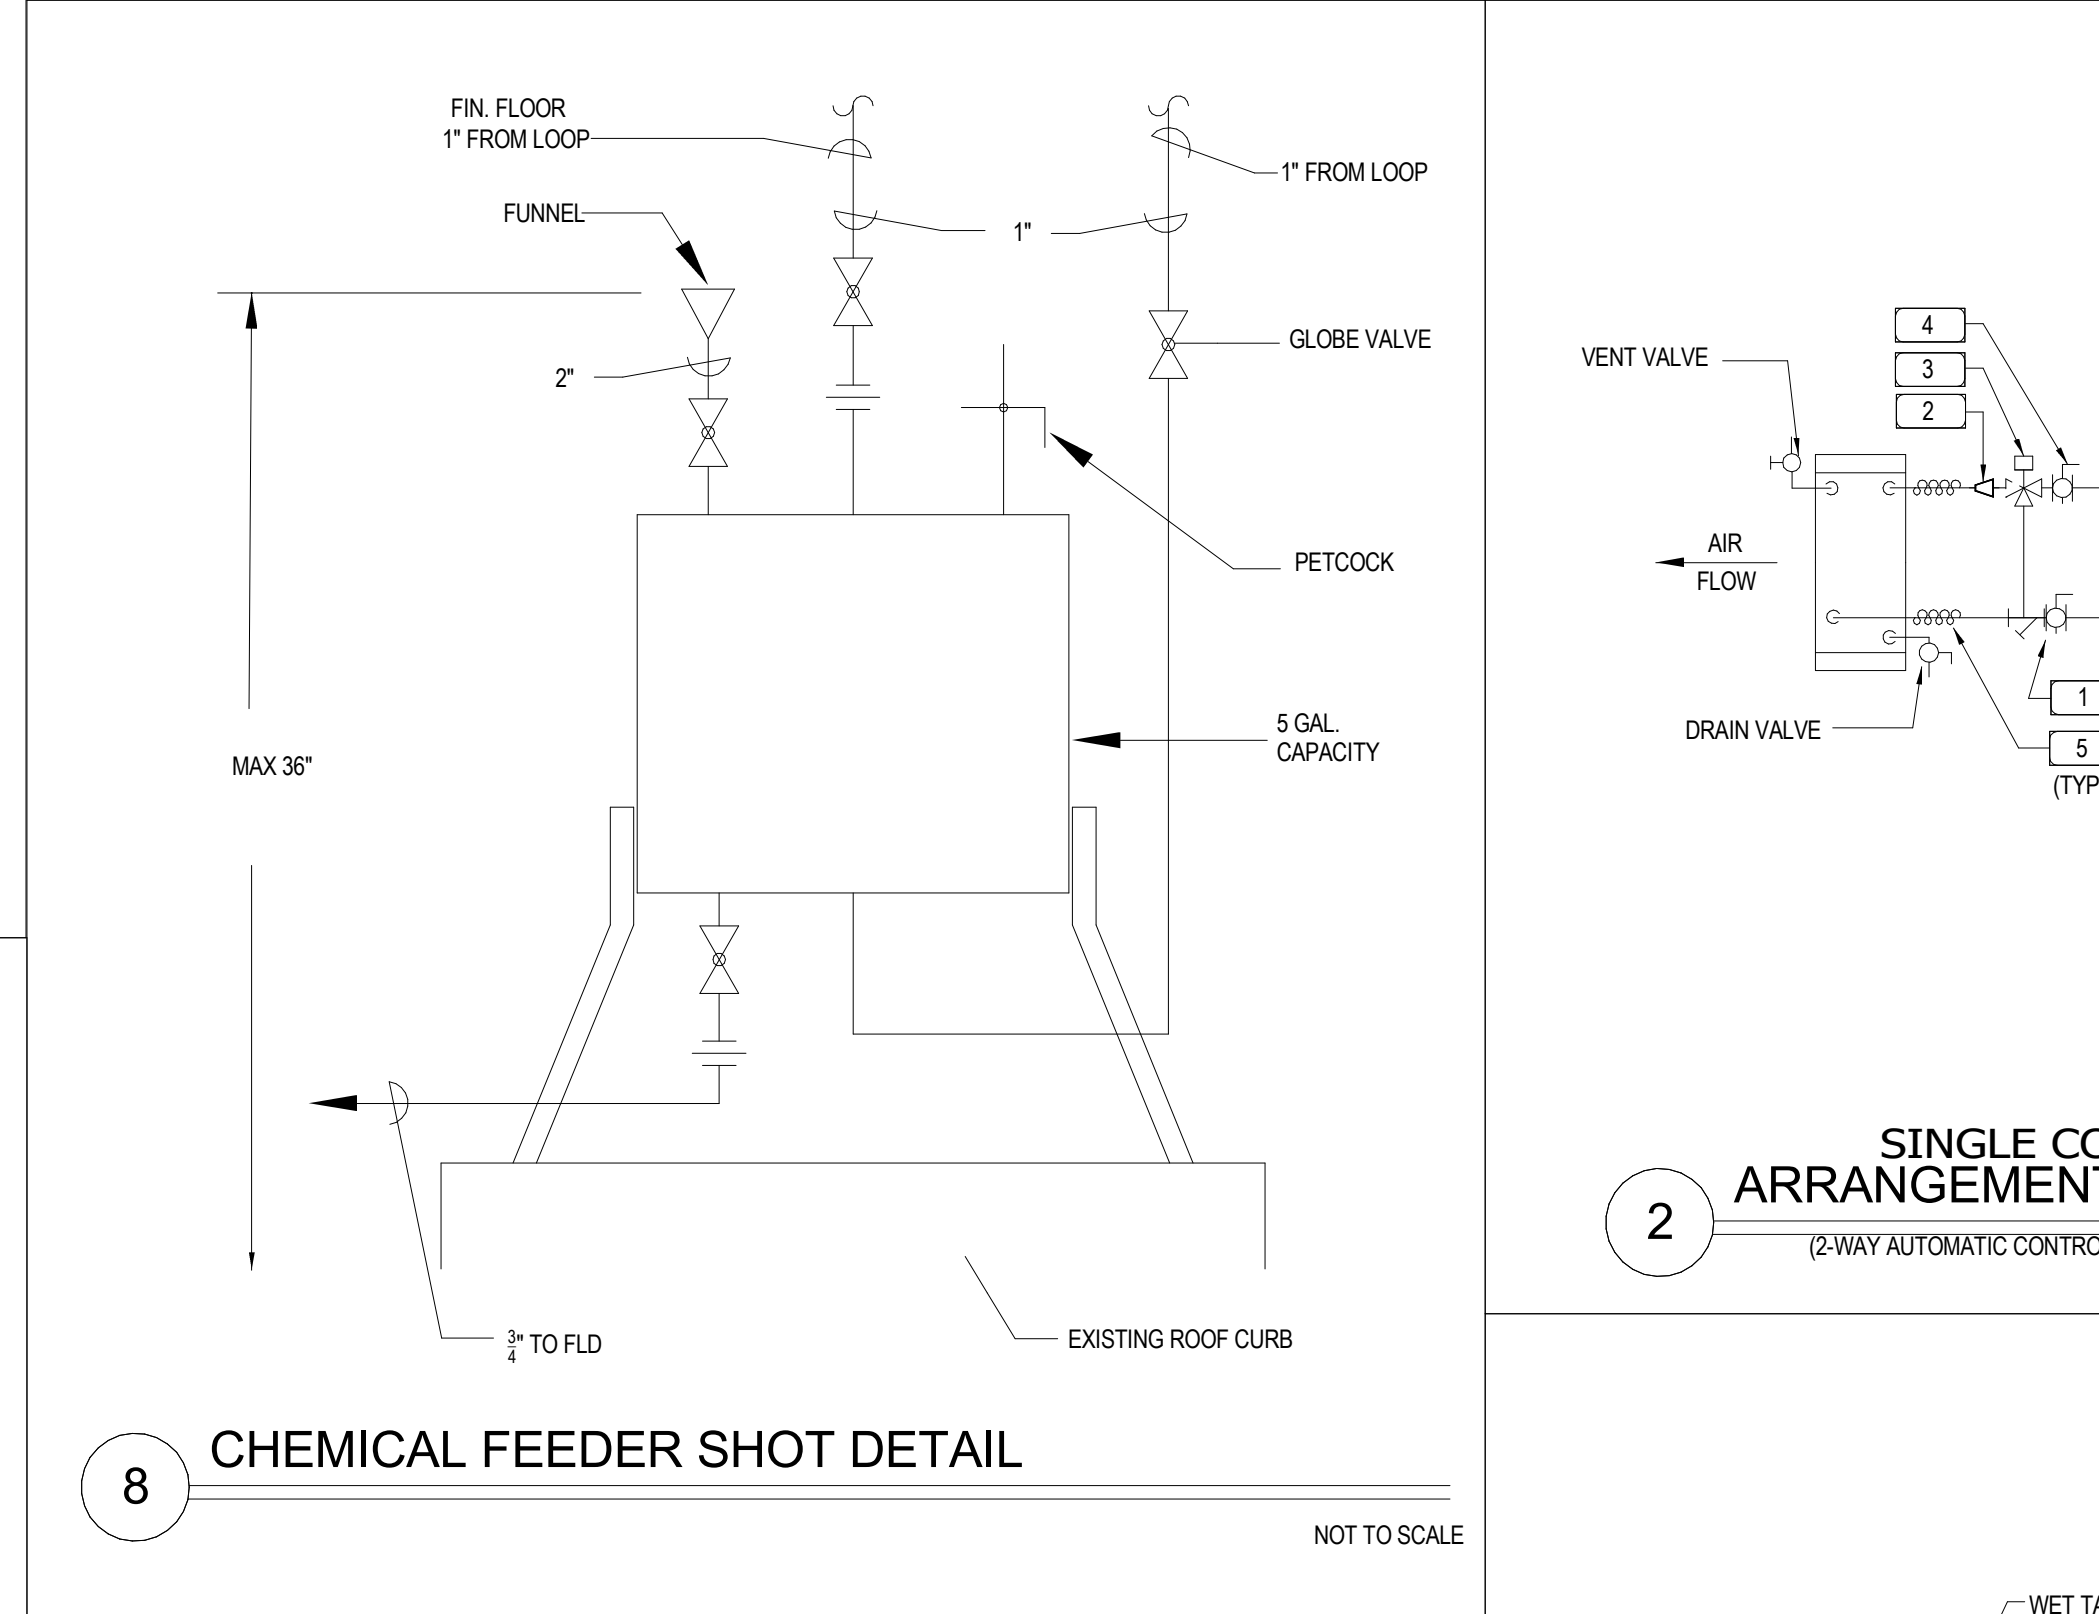 FIN. FLOOR
1" FROM LOOP
1" FROM LOOP
FUNNEL
1"
2"
GLOBE VALVE
PETCOCK
5 GAL.
CAPACITY
MAX 36"
3/4" TO FLD
EXISTING ROOF CURB
8
CHEMICAL FEEDER SHOT DETAIL
NOT TO SCALE
4
3
2
VENT VALVE
AIR
FLOW
1
5
(TYP
DRAIN VALVE
SINGLE CO
ARRANGEMENT
2
(2-WAY AUTOMATIC CONTRO
WET TA